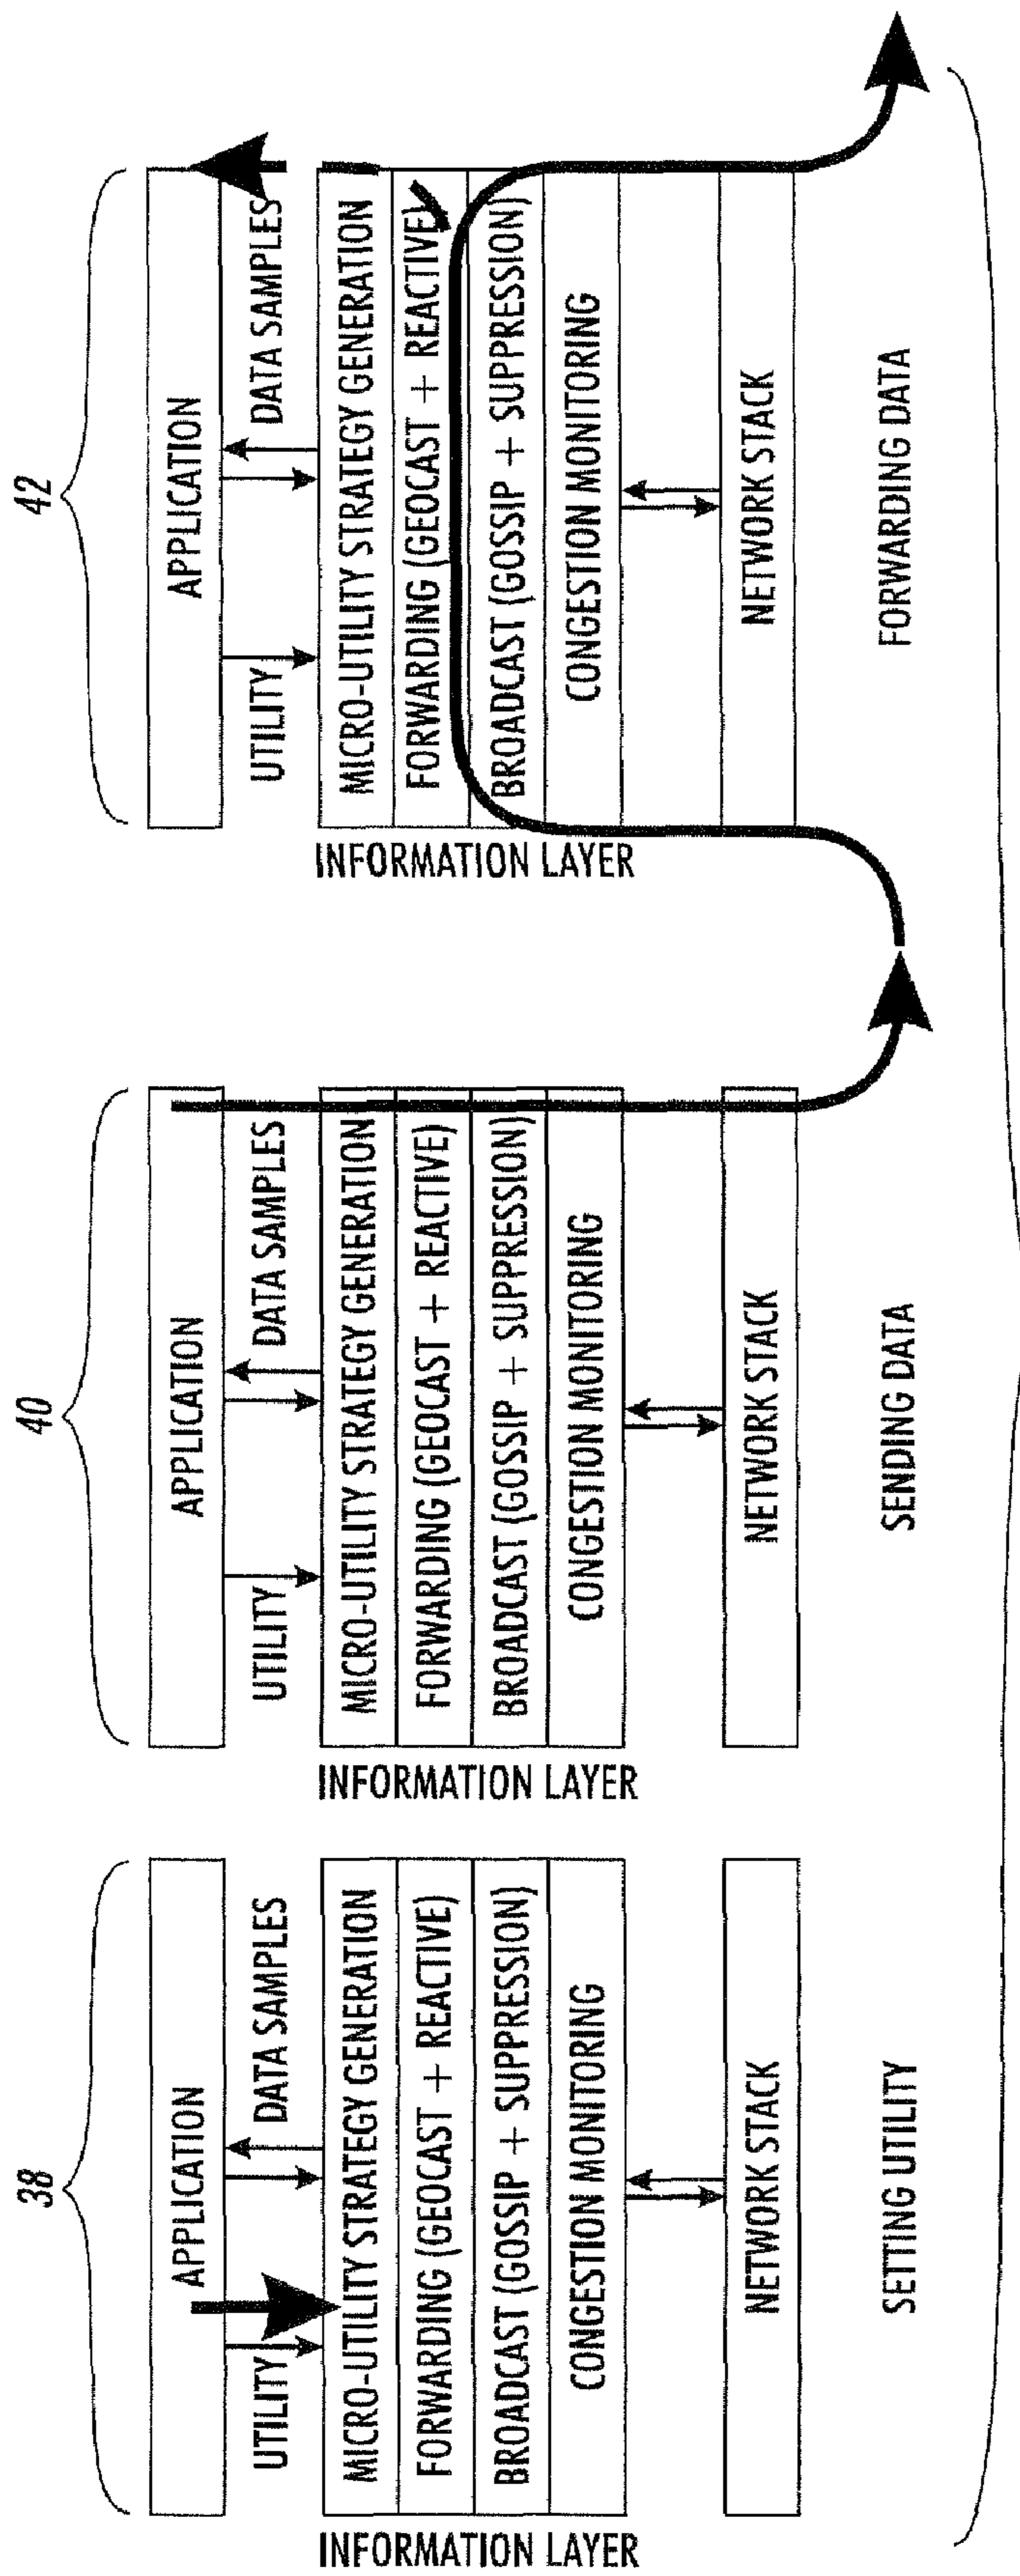 38
APPLICATION
UTILITY
DATA SAMPLES
INFORMATION LAYER
MICRO-UTILITY STRATEGY GENERATION
FORWARDING (GEOCAST + REACTIVE)
BROADCAST (GOSSIP + SUPPRESSION)
CONGESTION MONITORING
NETWORK STACK
SETTING UTILITY
40
APPLICATION
UTILITY
DATA SAMPLES
INFORMATION LAYER
MICRO-UTILITY STRATEGY GENERATION
FORWARDING (GEOCAST + REACTIVE)
BROADCAST (GOSSIP + SUPPRESSION)
CONGESTION MONITORING
NETWORK STACK
SENDING DATA
42
APPLICATION
UTILITY
DATA SAMPLES
INFORMATION LAYER
MICRO-UTILITY STRATEGY GENERATION
FORWARDING (GEOCAST + REACTIVE)
BROADCAST (GOSSIP + SUPPRESSION)
CONGESTION MONITORING
NETWORK STACK
FORWARDING DATA